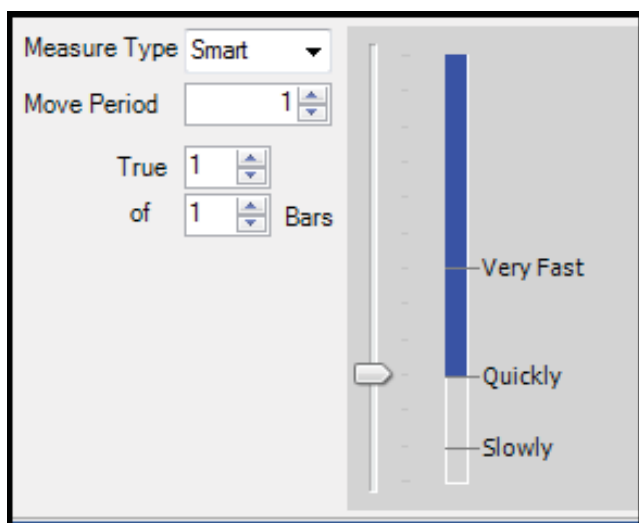 Measure Type Smart
Move Period 1
True 1
of 1 Bars
Very Fast
Quickly
Slowly